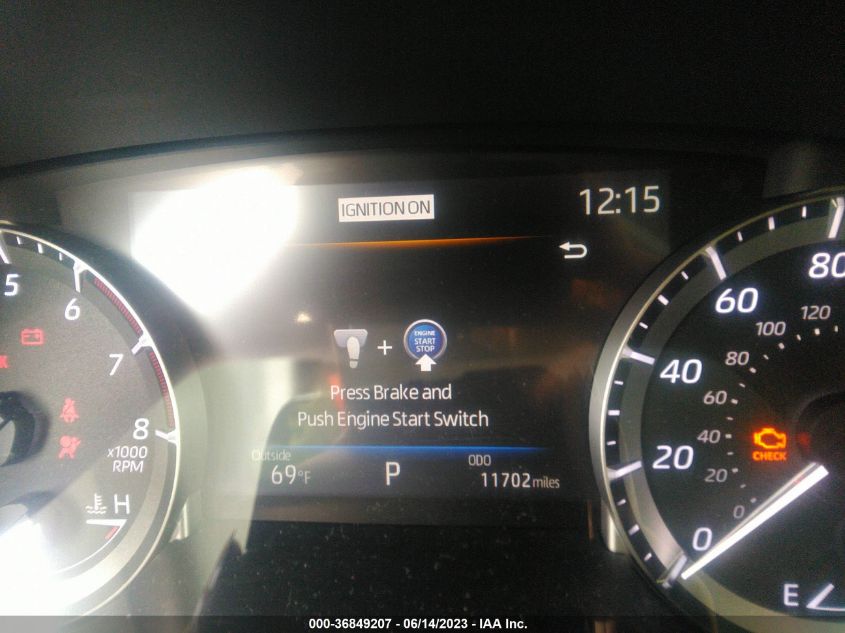 IGNITION ON
12:15
5
6
7
8
x1000
RPM
H
ENGINE
START
STOP
+
Press Brake and
Push Engine Start Switch
Outside
69°F
P
ODO
11702 miles
80
60
40
20
0
120
100
80
60
40
20
0
CHECK
E
000-36849207 - 06/14/2023 - IAA Inc.